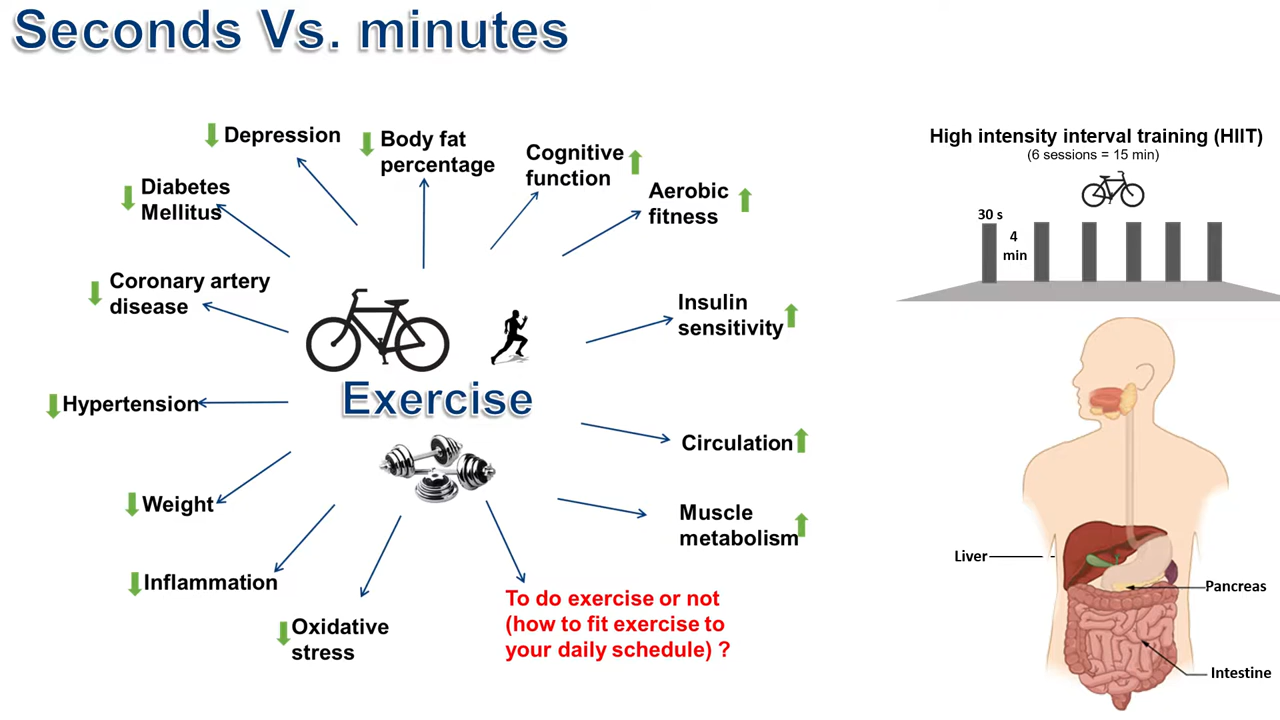 Seconds Vs. minutes
Depression
Body fat
percentage
Cognitive
function
Aerobic
fitness
Diabetes
Mellitus
Coronary artery
disease
Insulin
sensitivity
Exercise
Hypertension
Circulation
Weight
Muscle
metabolism
Inflammation
Oxidative
stress
To do exercise or not
(how to fit exercise to
your daily schedule) ?
High intensity interval training (HIIT)
(6 sessions = 15 min)
30 s
4
min
Liver
Pancreas
Intestine